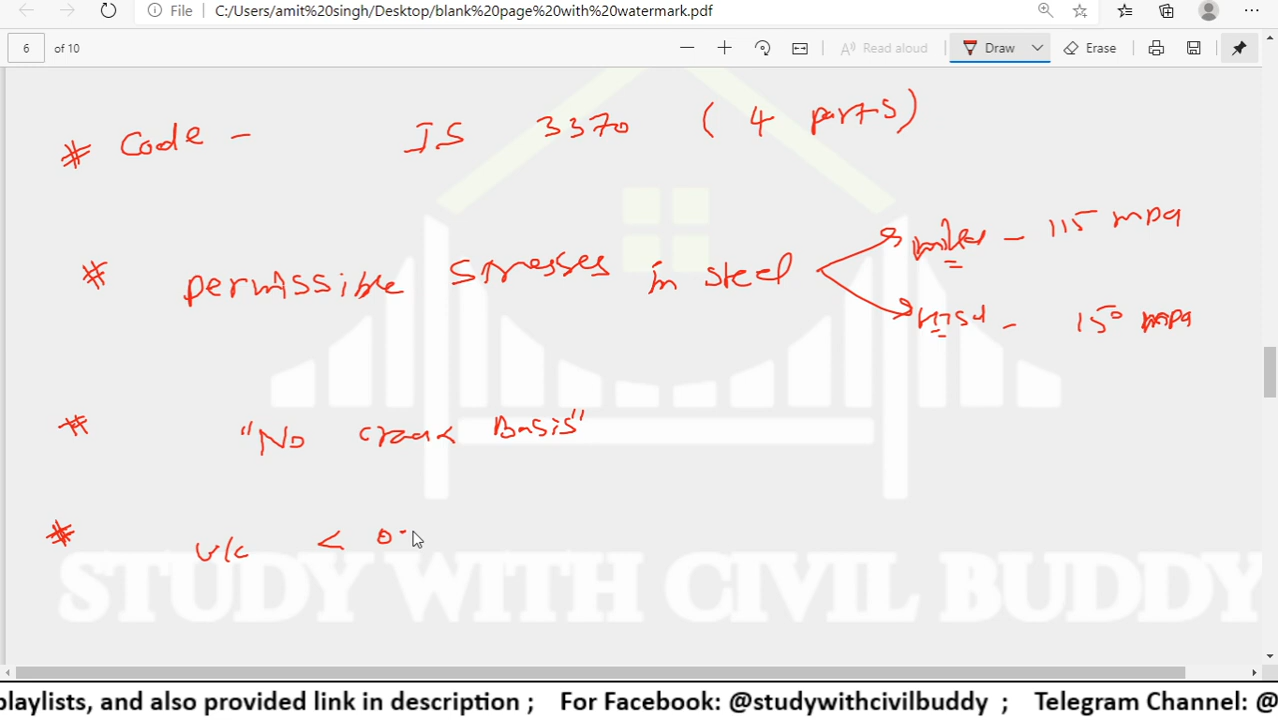 File C:/Users/amit%20singh/Desktop/blank%20page%20with%20watermark.pdf
6 of 10 Read aloud Draw Erase
# Code - IS 3370 (4 parts)
# permissible stresses in steel
- 115 mpa
HYSD - 150 mpa
# "No crack Basis"
# w/c < 0.
STUDY WITH CIVIL BUDDY
playlists, and also provided link in description ; For Facebook: @studywithcivilbuddy ; Telegram Channel: @